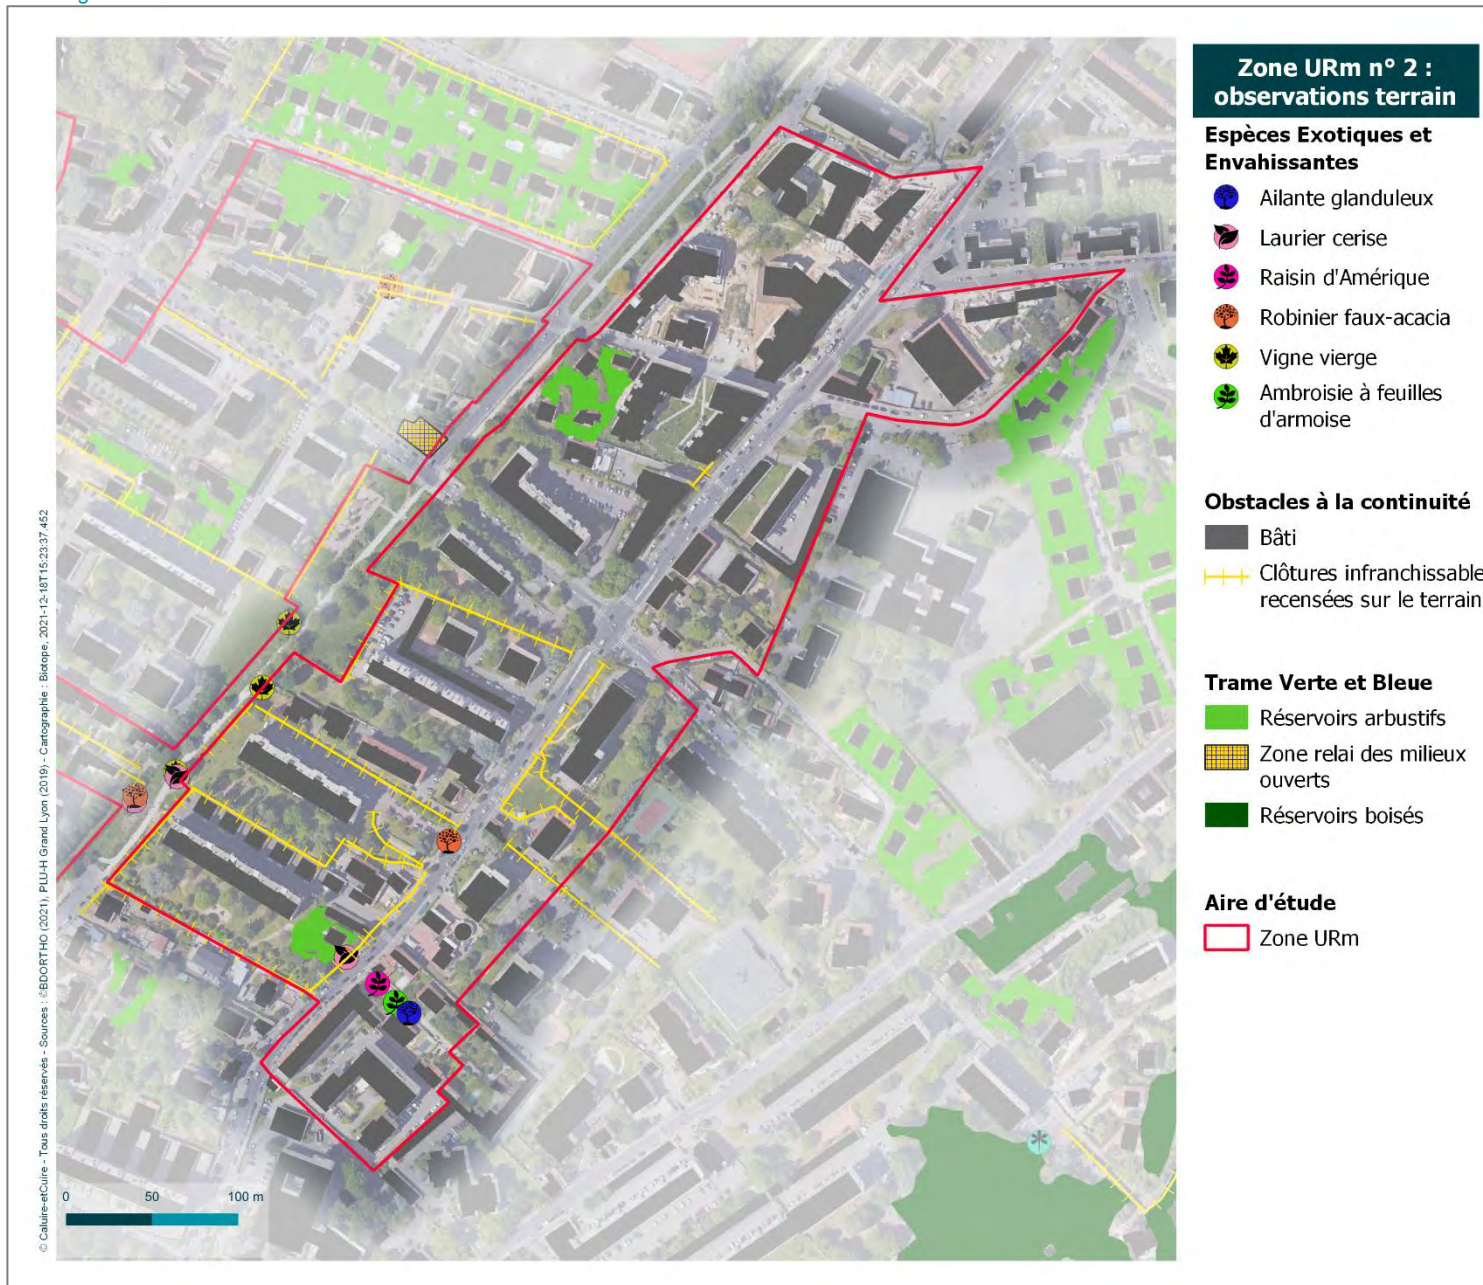 Zone URm n° 2 :
observations terrain
Espèces Exotiques et
Envahissantes
Ailante glanduleux
Laurier cerise
Raisin d'Amérique
Robinier faux-acacia
Vigne vierge
Ambroisie à feuilles
d'armoise
Obstacles à la continuité
Bâti
Clôtures infranchissable
recensées sur le terrain
Trame Verte et Bleue
Réservoirs arbustifs
Zone relai des milieux
ouverts
Réservoirs boisés
Aire d'étude
Zone URm
0 50 100 m
© Caluire-etCuire - Tous droits réservés - Sources : ©BDORTHO (2021), PLU-H Grand Lyon (2019) - Cartographie : Biotope, 2021-12-18T15:23:37.452